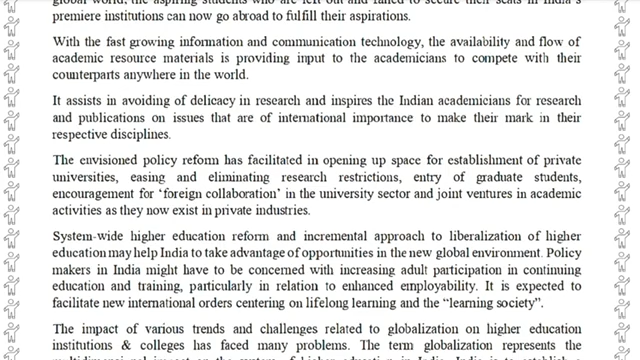 global world, the aspiring students who are left out and failed to secure their seats in India's
premiere institutions can now go abroad to fulfill their aspirations.
With the fast growing information and communication technology, the availability and flow of
academic resource materials is providing input to the academicians to compete with their
counterparts anywhere in the world.
It assists in avoiding of delicacy in research and inspires the Indian academicians for research
and publications on issues that are of international importance to make their mark in their
respective disciplines.
The envisioned policy reform has facilitated in opening up space for establishment of private
universities, easing and eliminating research restrictions, entry of graduate students,
encouragement for ‘foreign collaboration’ in the university sector and joint ventures in academic
activities as they now exist in private industries.
System-wide higher education reform and incremental approach to liberalization of higher
education may help India to take advantage of opportunities in the new global environment. Policy
makers in India might have to be concerned with increasing adult participation in continuing
education and training, particularly in relation to enhanced employability. It is expected to
facilitate new international orders centering on lifelong learning and the “learning society”.
The impact of various trends and challenges related to globalization on higher education
institutions & colleges has faced many problems. The term globalization represents the
impact on the system of higher education in India. India is to establish a